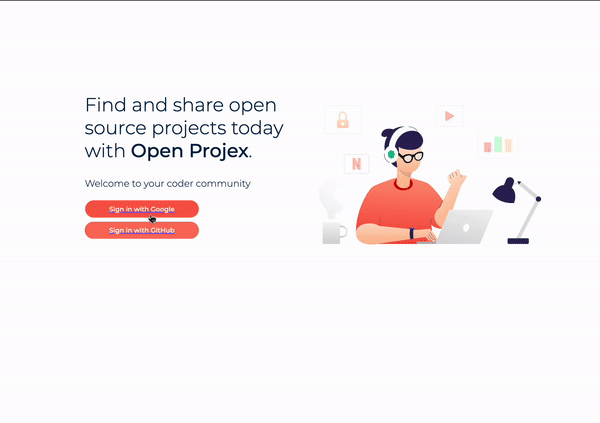 Find and share open
source projects today
with Open Projex.
Welcome to your coder community
Sign in with Google
Sign in with GitHub
N